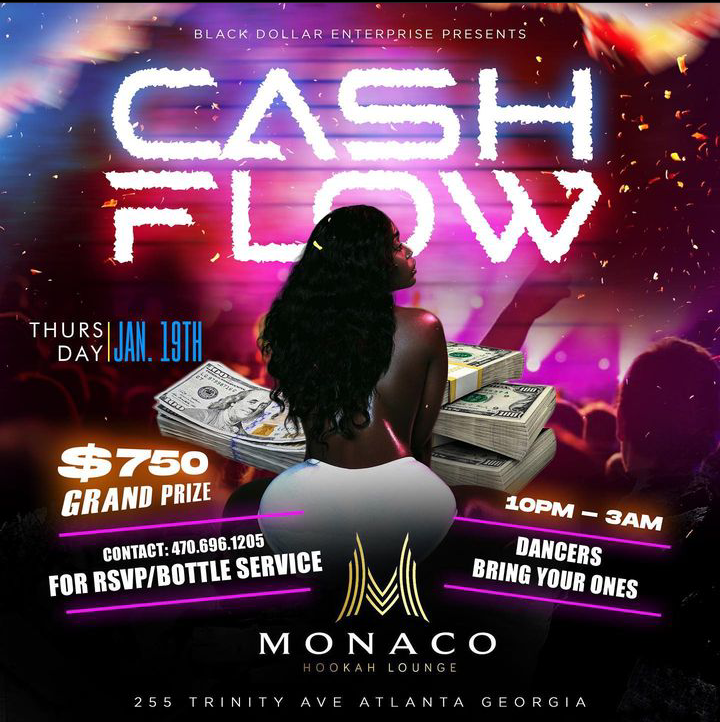 BLACK DOLLAR ENTERPRISE PRESENTS
CASH
FLOW
THURS
DAY
JAN. 19TH
$750
GRAND PRIZE
CONTACT: 470.696.1205
FOR RSVP/BOTTLE SERVICE
10PM – 3AM
DANCERS
BRING YOUR ONES
MONACO
HOOKAH LOUNGE
255 TRINITY AVE ATLANTA GEORGIA